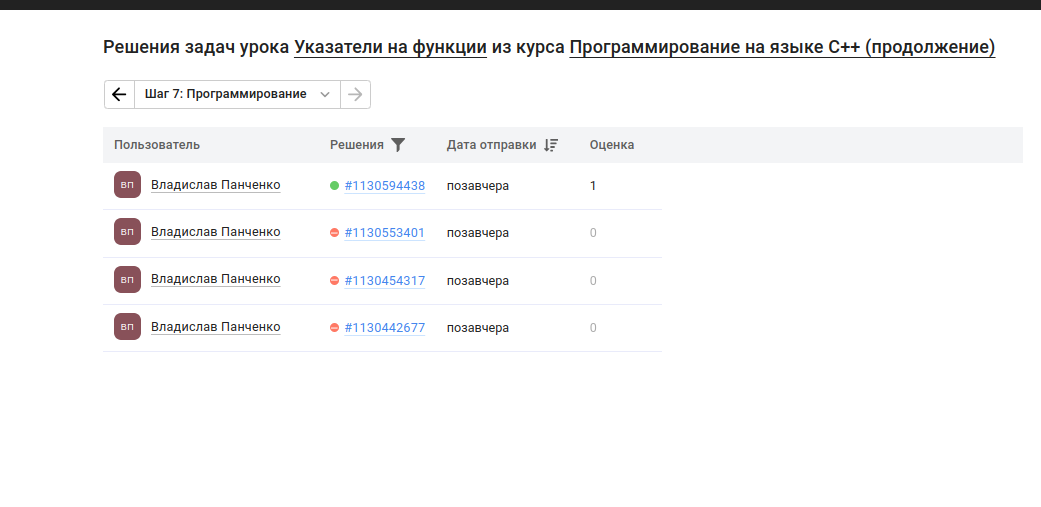 Решения задач урока Указатели на функции из курса Программирование на языке C++ (продолжение)
Шаг 7: Программирование
Пользователь Решения Дата отправки Оценка
ВП Владислав Панченко #1130594438 позавчера 1
ВП Владислав Панченко #1130553401 позавчера 0
ВП Владислав Панченко #1130454317 позавчера 0
ВП Владислав Панченко #1130442677 позавчера 0